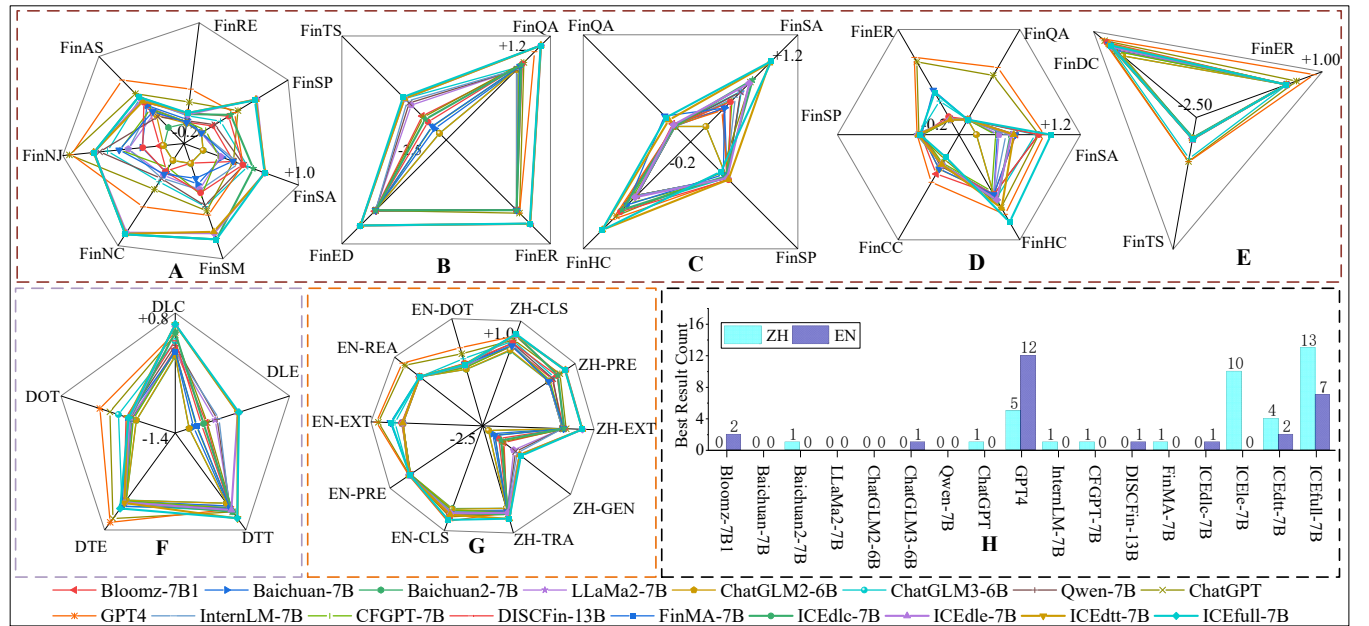 FinRE
FinAS
FinSP
-0.2
FinNJ
+1.0
FinSA
FinNC
FinSM
A
FinTS
FinQA
+1.2
-2.5
FinED
FinER
B
FinQA
FinSA
+1.2
-0.2
FinHC
FinSP
C
FinER
FinQA
FinSP
-0.2
+1.2
FinSA
FinCC
FinHC
D
FinDC
FinER
+1.00
-2.50
FinTS
E
DLC
+0.8
DOT
DLE
-1.4
DTE
DTT
F
EN-DOT
ZH-CLS
+1.0
EN-REA
ZH-PRE
EN-EXT
-2.5
ZH-EXT
EN-PRE
ZH-GEN
EN-CLS
ZH-TRA
G
Best Result Count
16
12
8
4
0
ZH
EN
0 2
0 0
1 0
0 0
0 0
0 1
0 0
1 0
5 12
1 0
1 0
0 1
1 0
0 1
10 0
4 2
13 7
Bloomz-7B1
Baichuan-7B
Baichuan2-7B
LLaMa2-7B
ChatGLM2-6B
ChatGLM3-6B
Qwen-7B
ChatGPT
GPT4
InternLM-7B
CFGPT-7B
DISCFin-13B
FinMA-7B
ICEdlc-7B
ICEle-7B
ICEdtt-7B
ICEfull-7B
H
Bloomz-7B1 Baichuan-7B Baichuan2-7B LLaMa2-7B ChatGLM2-6B ChatGLM3-6B Qwen-7B ChatGPT
GPT4 InternLM-7B CFGPT-7B DISCFin-13B FinMA-7B ICEdlc-7B ICEdle-7B ICEdtt-7B ICEfull-7B